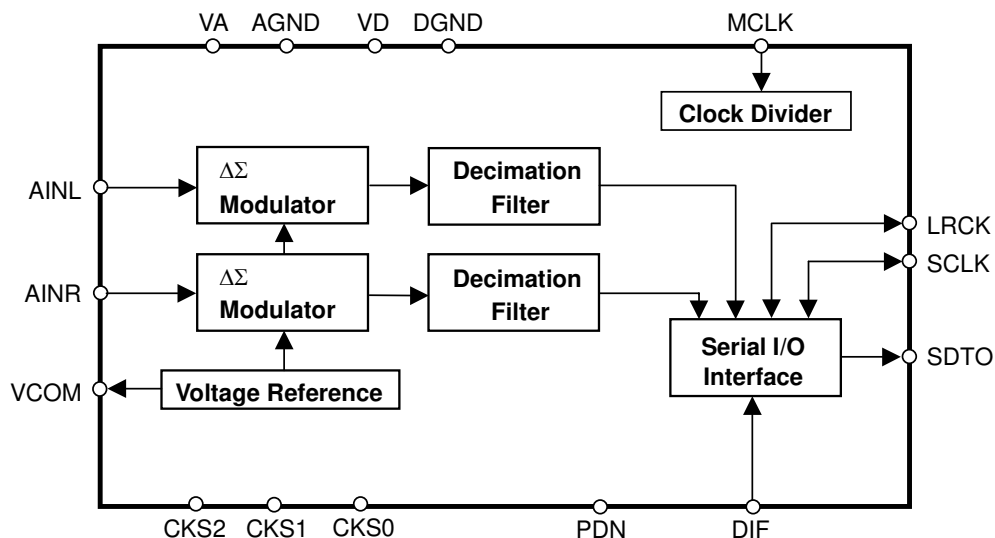 VA AGND VD DGND MCLK
Clock Divider
AINL
ΔΣ
Modulator
Decimation
Filter
LRCK
SCLK
AINR
ΔΣ
Modulator
Decimation
Filter
Serial I/O
Interface
SDTO
VCOM
Voltage Reference
CKS2 CKS1 CKS0 PDN DIF